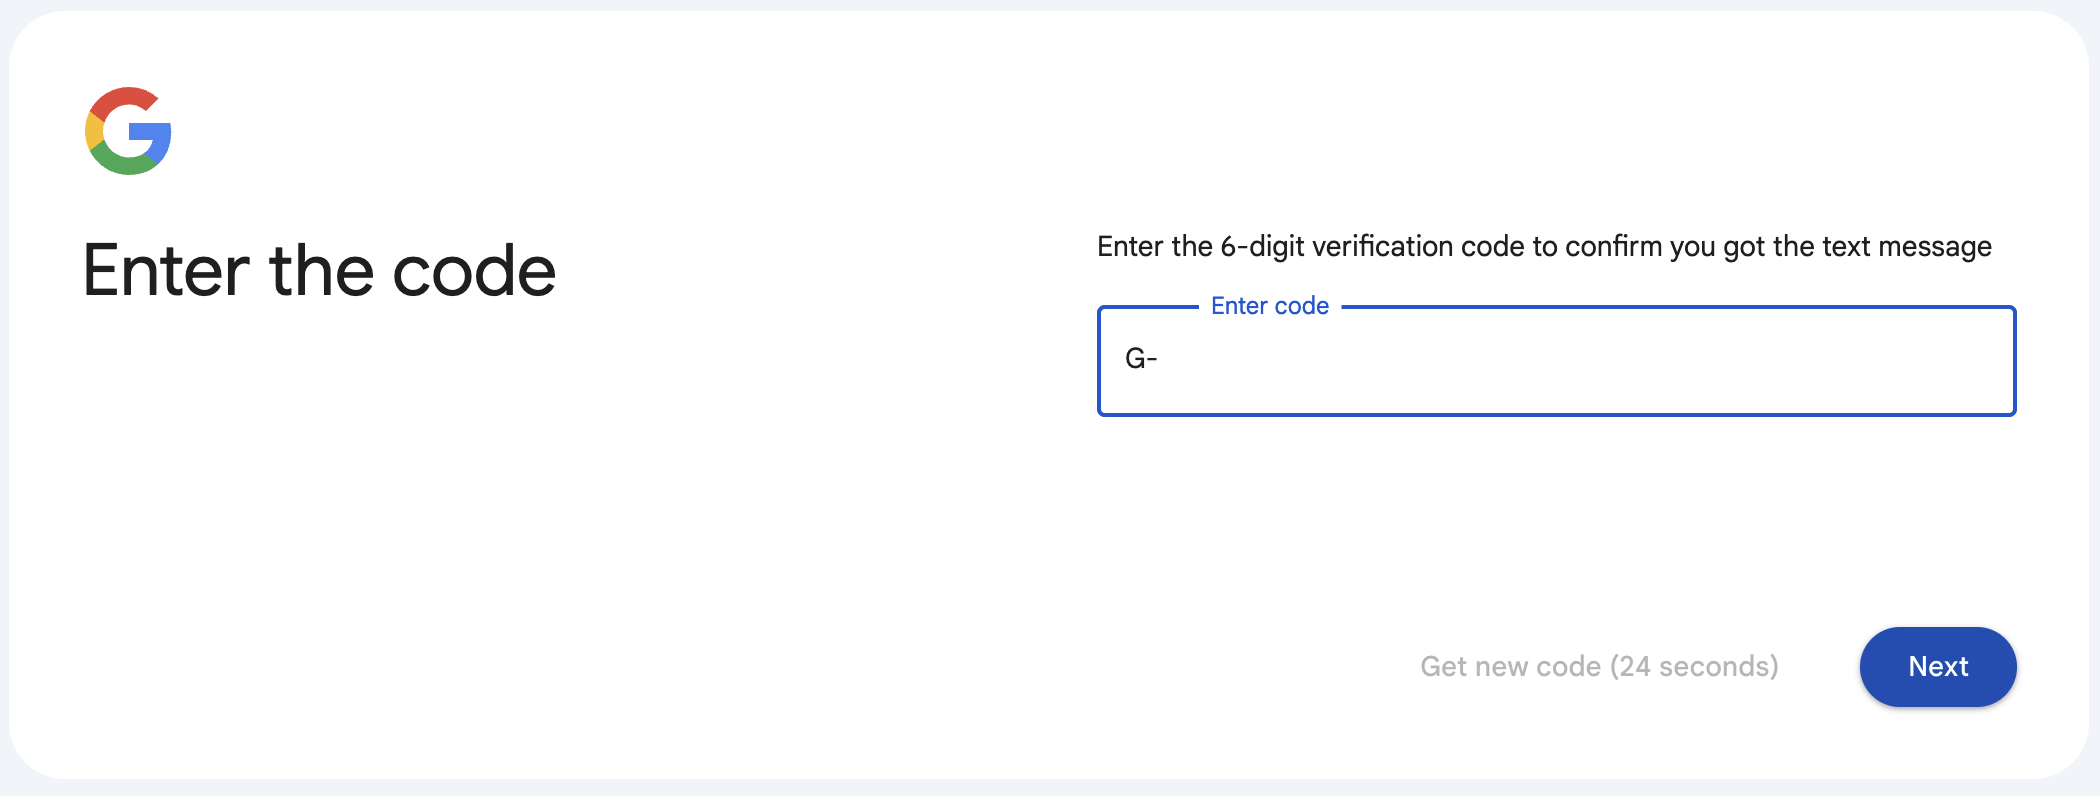 Enter the code
Enter the 6-digit verification code to confirm you got the text message
Enter code
G-
Get new code (24 seconds)
Next